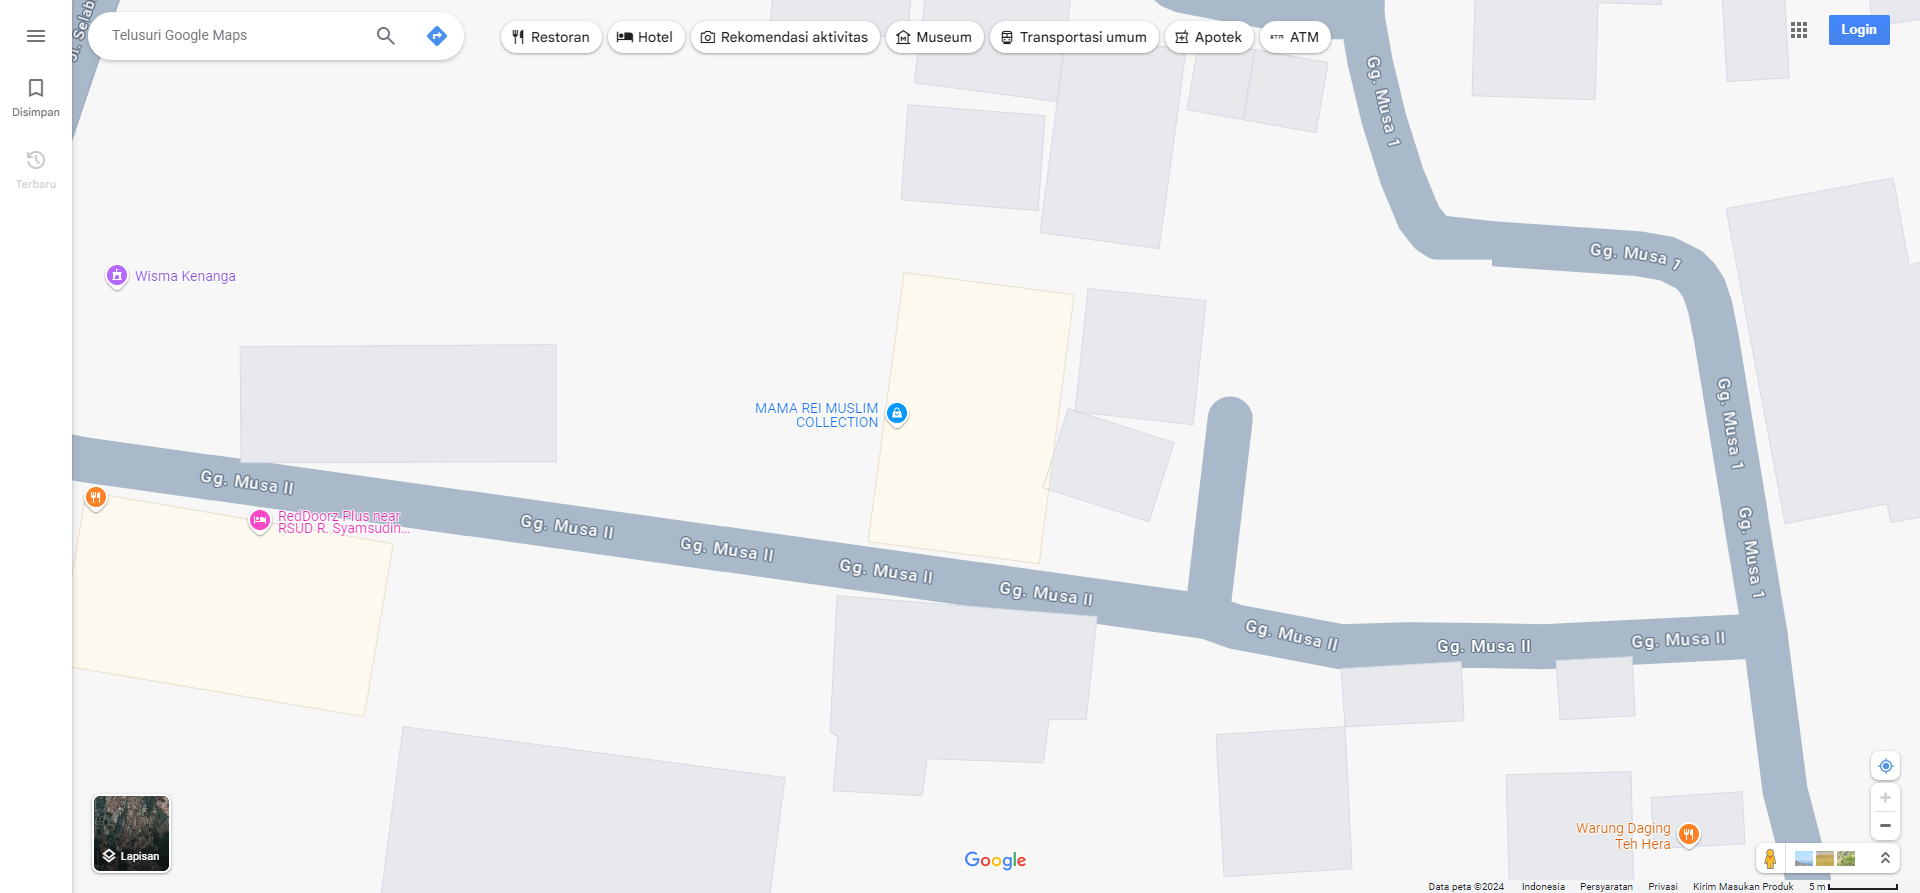 Jl. Selab
Telusuri Google Maps
Restoran
Hotel
Rekomendasi aktivitas
Museum
Transportasi umum
Apotek
ATM
Login
Disimpan
Terbaru
Gg. Musa 1
Gg. Musa 1
Wisma Kenanga
MAMA REI MUSLIM
COLLECTION
Gg. Musa 1
Gg. Musa II
RedDoorz Plus near
RSUD R. Syamsudin...
Gg. Musa II
Gg. Musa II
Gg. Musa II
Gg. Musa II
Gg. Musa 1
Gg. Musa II
Gg. Musa II
Gg. Musa II
Warung Daging
Teh Hera
Lapisan
Google
Data peta ©2024
Indonesia
Persyaratan
Privasi
Kirim Masukan Produk
5 m